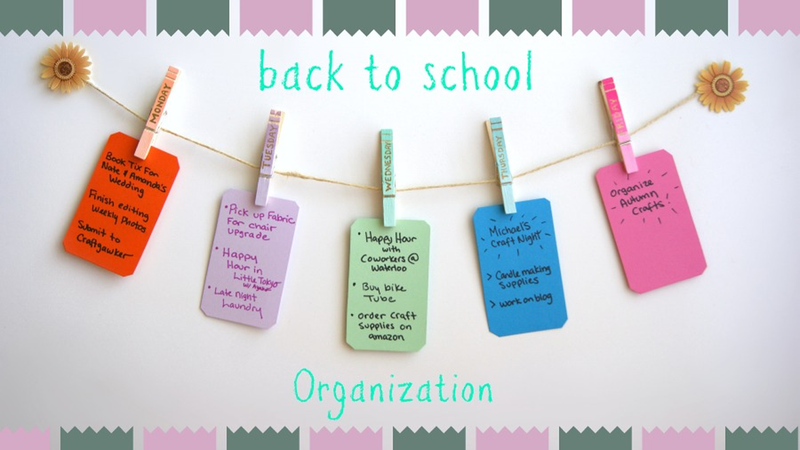 back to school
MONDAY
Book Tix For
Nate & Amanda's
Wedding
Finish editing
Weekly Photos
Submit to
Craftgawker
TUESDAY
• Pick up Fabric
For chair
upgrade
• Happy
Hour in
Little Tokyo
• Late night
Laundry
WEDNESDAY
• Happy Hour
with
Coworkers @
Waterloo
• Buy bike
Tube
• order craft
supplies on
amazon
THURSDAY
Michael's
Craft Night
> Candle making
supplies
> work on blog
FRIDAY
Organize
Autumn
Crafts
Organization